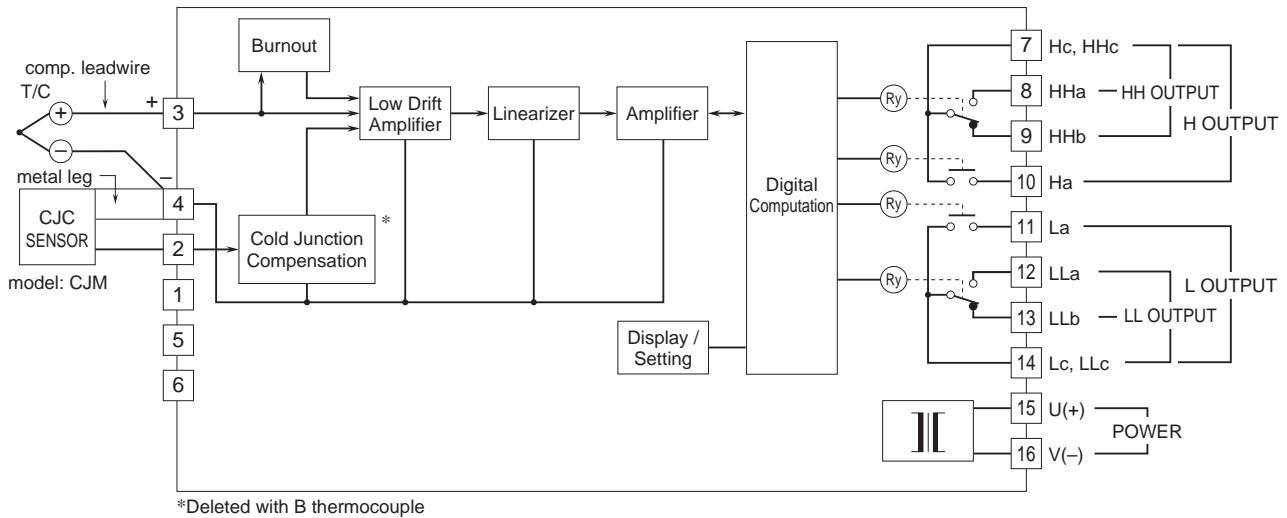 Burnout
comp. leadwire
T/C
+
+
–
–
3
Low Drift
Amplifier
Linearizer
Amplifier
metal leg
4
CJC
SENSOR
2
model: CJM
Cold Junction
Compensation
*
1
5
6
Digital
Computation
Display /
Setting
Ry
Ry
Ry
Ry
7 Hc, HHc
8 HHa
9 HHb
10 Ha
11 La
12 LLa
13 LLb
14 Lc, LLc
15 U(+)
16 V(–)
HH OUTPUT
H OUTPUT
L OUTPUT
LL OUTPUT
POWER
*Deleted with B thermocouple